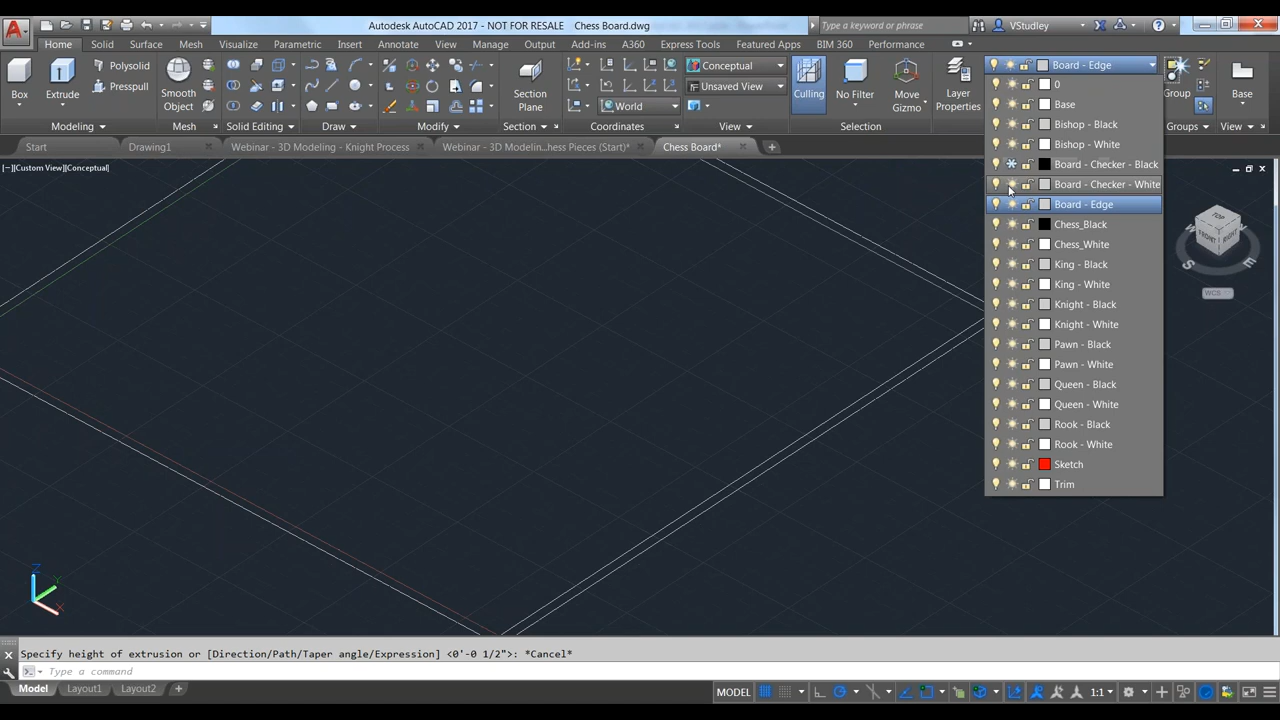 Autodesk AutoCAD 2017 - NOT FOR RESALE Chess Board.dwg
Type a keyword or phrase
VStudley
Home Solid Surface Mesh Visualize Parametric Insert Annotate View Manage Output Add-ins A360 Express Tools Featured Apps BIM 360 Performance
Box
Extrude
Polysolid
Presspull
Smooth Object
Section Plane
World
Conceptual
Unsaved View
Culling
No Filter
Move Gizmo
Layer Properties
Group
Base
Modeling Mesh Solid Editing Draw Modify Section Coordinates View Selection Groups View
Start Drawing1 Webinar - 3D Modeling - Knight Process Webinar - 3D Modelin...hess Pieces (Start)* Chess Board*
[−][Custom View][Conceptual]
Board - Edge
0
Base
Bishop - Black
Bishop - White
Board - Checker - Black
Board - Checker - White
Board - Edge
Chess_Black
Chess_White
King - Black
King - White
Knight - Black
Knight - White
Pawn - Black
Pawn - White
Queen - Black
Queen - White
Rook - Black
Rook - White
Sketch
Trim
TOP
FRONT
RIGHT
S
E
WCS
Z
Y
X
Specify height of extrusion or [Direction/Path/Taper angle/Expression] <0'-0 1/2">: *Cancel*
Type a command
Model Layout1 Layout2
MODEL
1:1